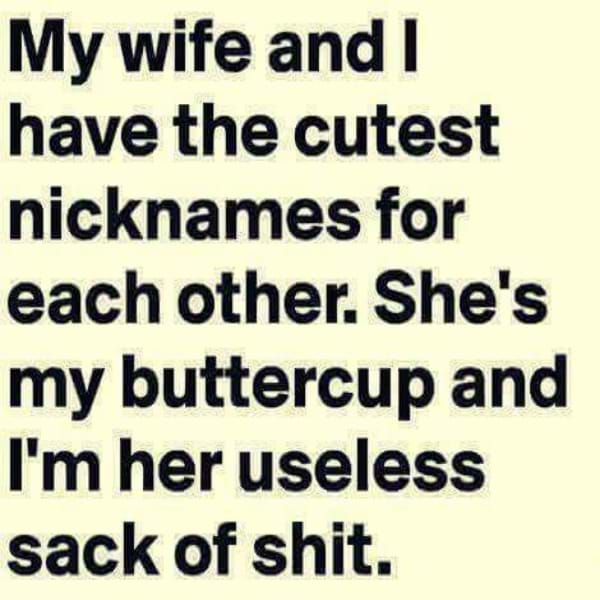 My wife and I
have the cutest
nicknames for
each other. She's
my buttercup and
I'm her useless
sack of shit.